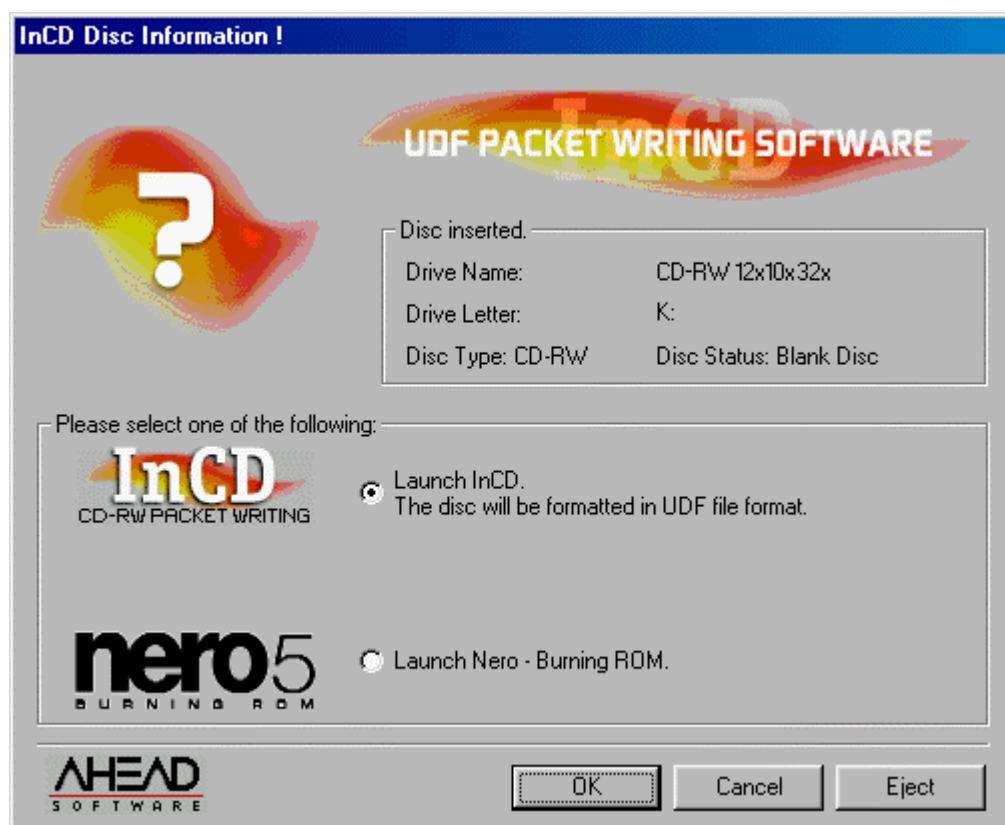 InCD Disc Information !
?
InCD
UDF PACKET WRITING SOFTWARE
Disc inserted.
Drive Name: CD-RW 12x10x32x
Drive Letter: K:
Disc Type: CD-RW Disc Status: Blank Disc
Please select one of the following:
InCD
CD-RW PACKET WRITING
Launch InCD.
The disc will be formatted in UDF file format.
nero5
BURNING ROM
Launch Nero - Burning ROM.
AHEAD
SOFTWARE
OK Cancel Eject